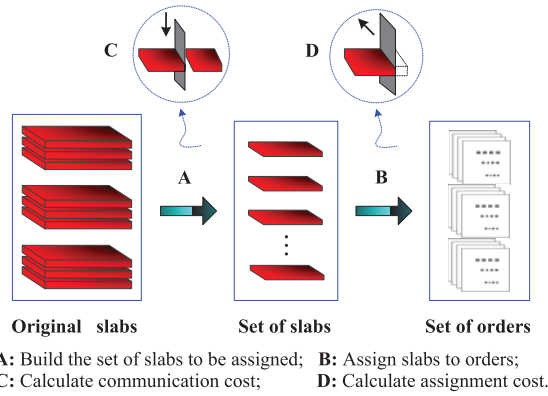 C
D
A
B
Original slabs
Set of slabs
Set of orders
A: Build the set of slabs to be assigned; B: Assign slabs to orders;
C: Calculate communication cost; D: Calculate assignment cost.